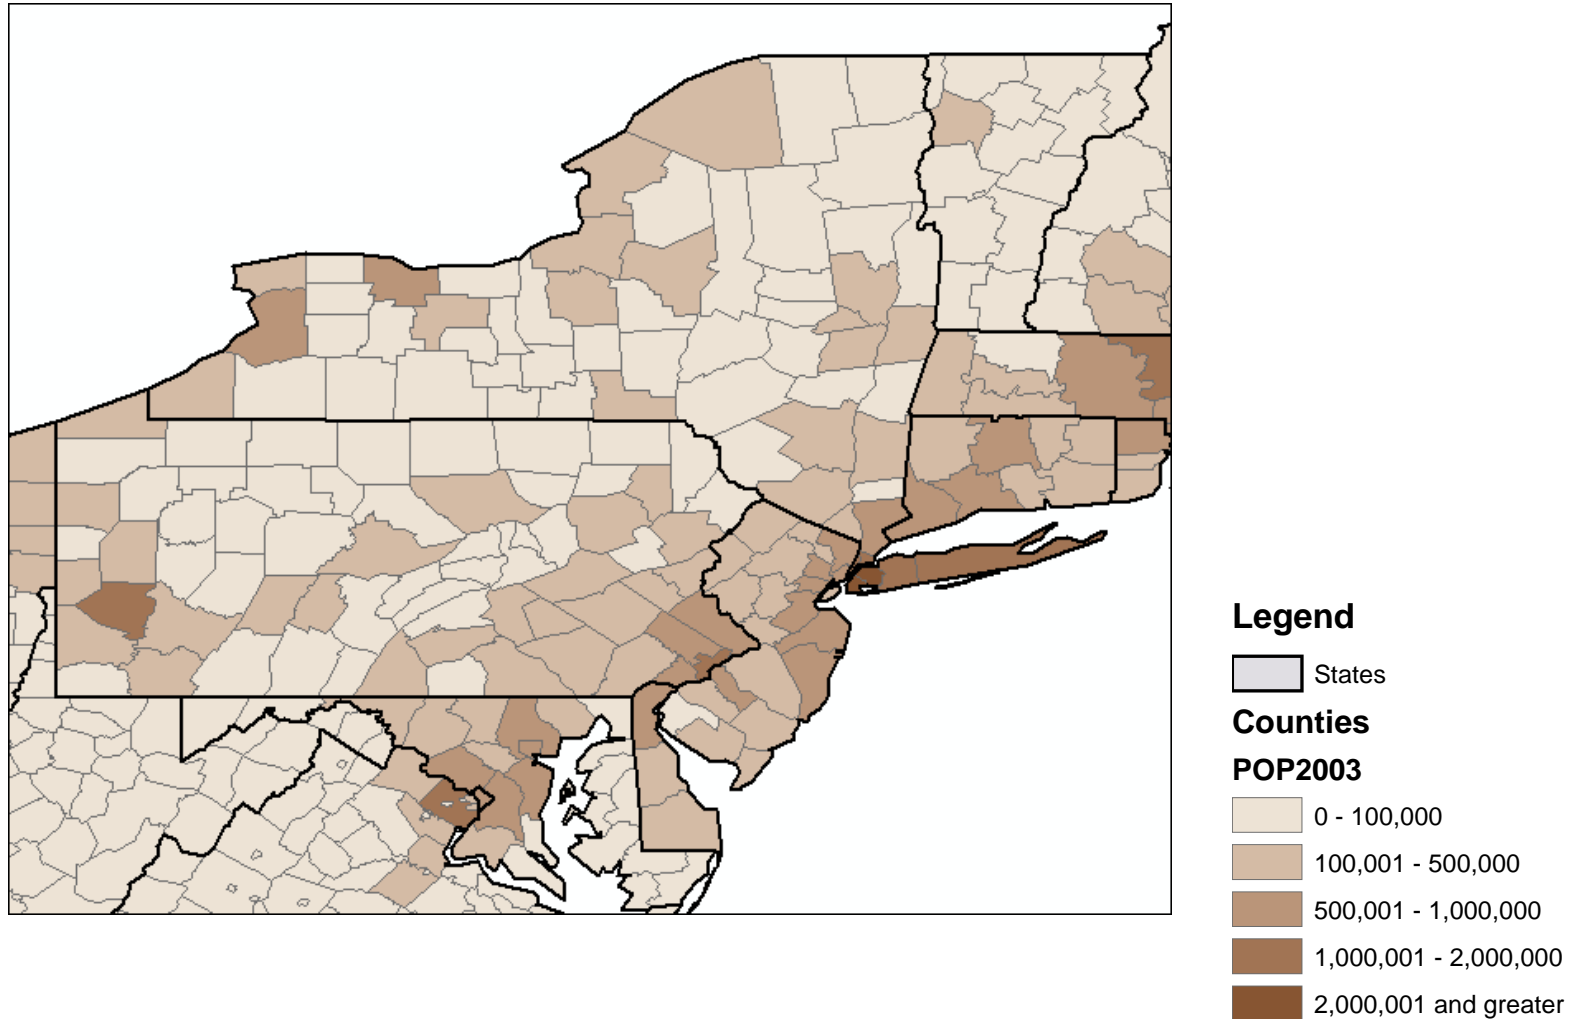 Legend
States
Counties
POP2003
0 - 100,000
100,001 - 500,000
500,001 - 1,000,000
1,000,001 - 2,000,000
2,000,001 and greater